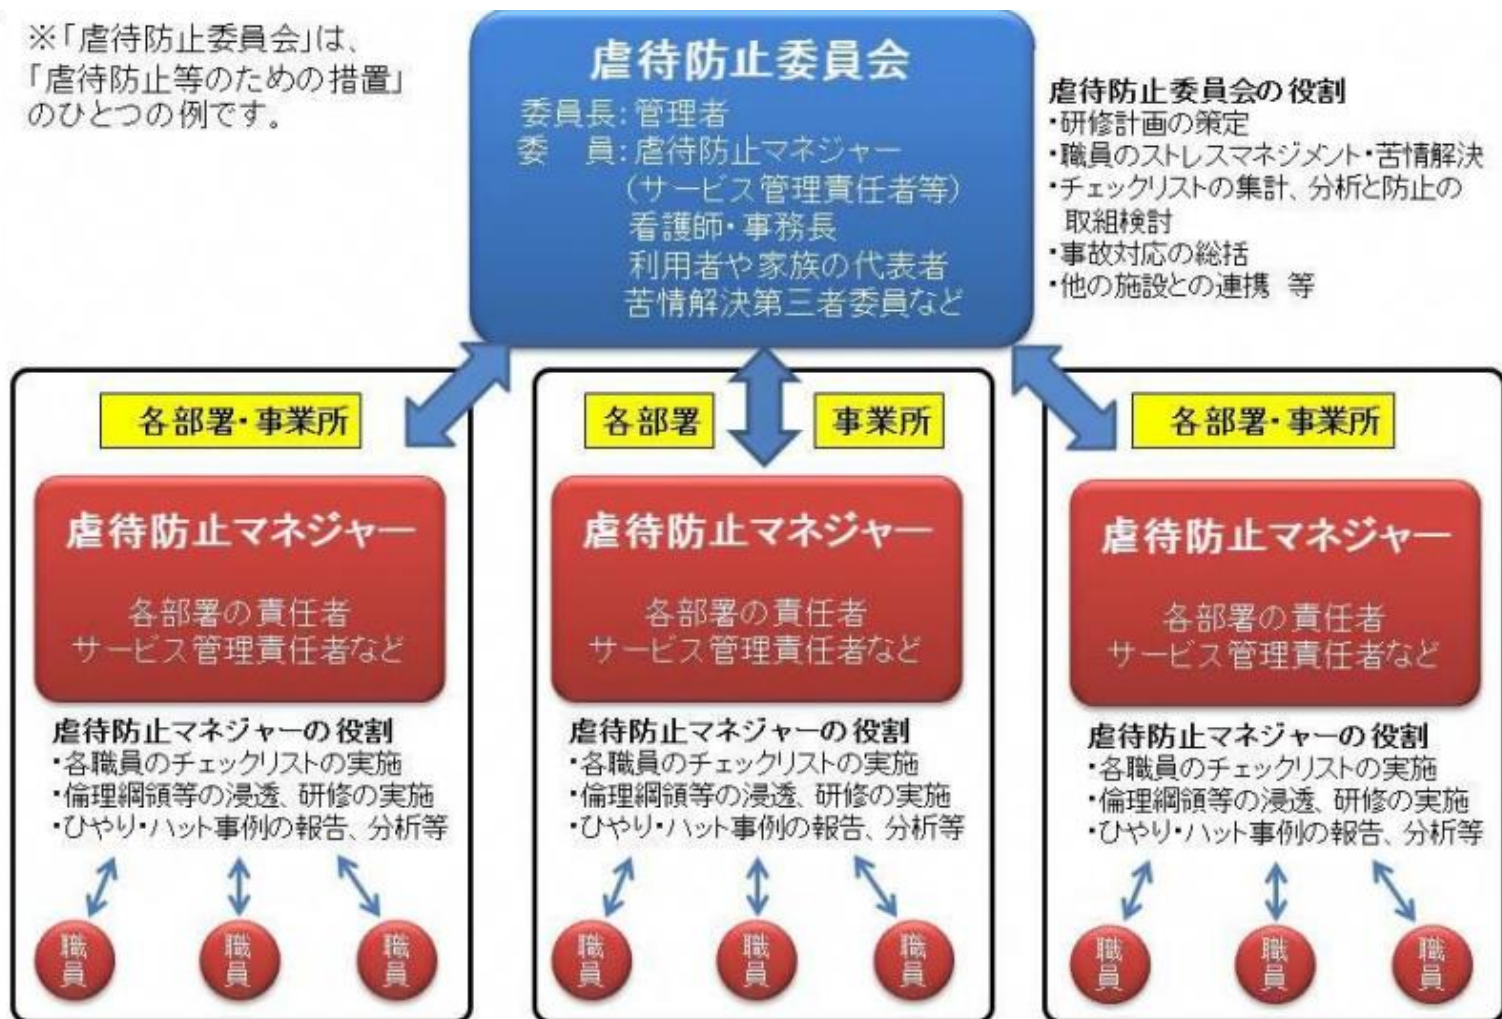 ※「虐待防止委員会」は、
「虐待防止等のための措置」
のひとつの例です。
虐待防止委員会
委員長：管理者
委　員：虐待防止マネジャー
（サービス管理責任者等）
看護師・事務長
利用者や家族の代表者
苦情解決第三者委員など
虐待防止委員会の役割
・研修計画の策定
・職員のストレスマネジメント・苦情解決
・チェックリストの集計、分析と防止の
取組検討
・事故対応の総括
・他の施設との連携　等
各部署・事業所
虐待防止マネジャー
各部署の責任者
サービス管理責任者など
虐待防止マネジャーの役割
・各職員のチェックリストの実施
・倫理綱領等の浸透、研修の実施
・ひやり・ハット事例の報告、分析等
職員
職員
職員
各部署
事業所
虐待防止マネジャー
各部署の責任者
サービス管理責任者など
虐待防止マネジャーの役割
・各職員のチェックリストの実施
・倫理綱領等の浸透、研修の実施
・ひやり・ハット事例の報告、分析等
職員
職員
職員
各部署・事業所
虐待防止マネジャー
各部署の責任者
サービス管理責任者など
虐待防止マネジャーの役割
・各職員のチェックリストの実施
・倫理綱領等の浸透、研修の実施
・ひやり・ハット事例の報告、分析等
職員
職員
職員